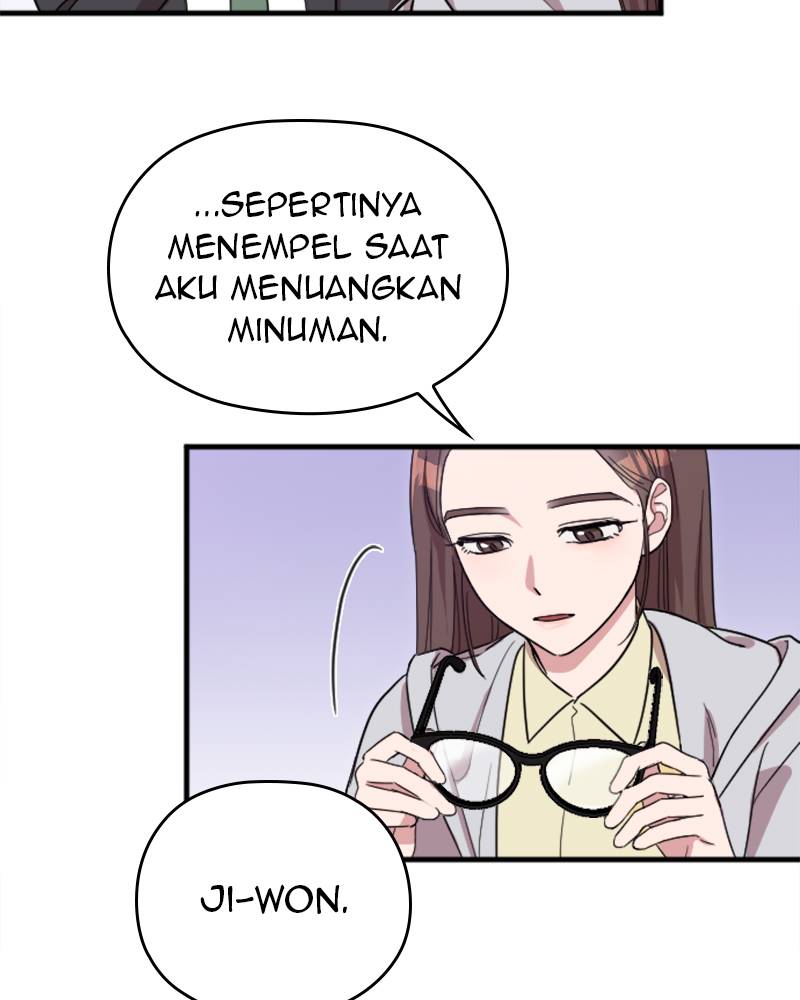 ...SEPERTINYA
MENEMPEL SAAT
AKU MENUANGKAN
MINUMAN.
JI-WON.